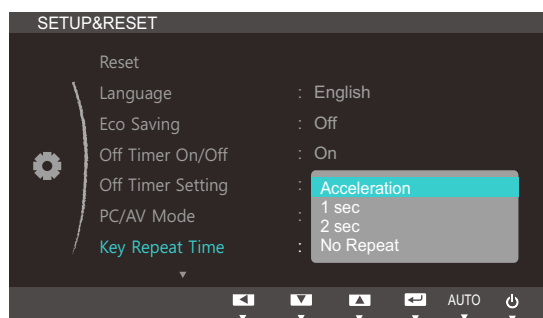 SETUP&RESET
Reset
Language : English
Eco Saving : Off
Off Timer On/Off : On
Off Timer Setting :
PC/AV Mode :
Key Repeat Time :
Acceleration
1 sec
2 sec
No Repeat
AUTO